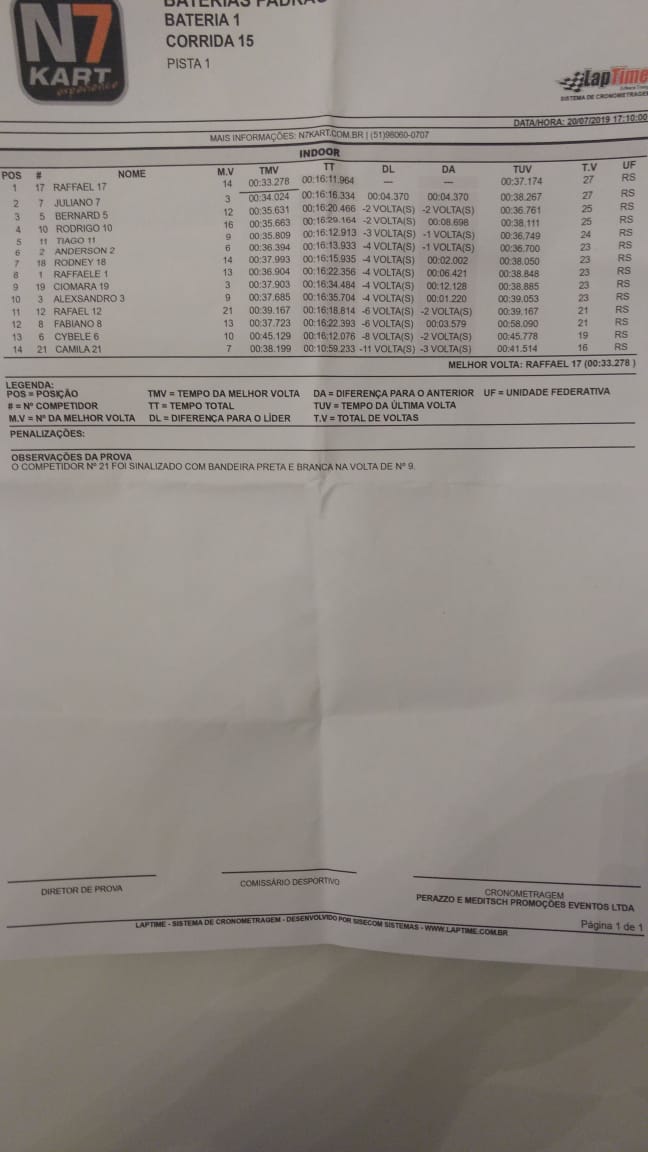 BATERIAS PADRÃO
BATERIA 1
CORRIDA 15
PISTA 1
N7
KART
experience
LapTime
SISTEMA DE CRONOMETRAGEM
DATA/HORA: 20/07/2019 17:10:00
MAIS INFORMAÇÕES: N7KART.COM.BR | (51)98060-0707
INDOOR
POS # NOME M.V TMV TT DL DA TUV T.V UF
1 17 RAFFAEL 17 14 00:33.278 00:16:11.964 --- --- 00:37.174 27 RS
2 7 JULIANO 7 3 00:34.024 00:16:16.334 00:04.370 00:04.370 00:38.267 27 RS
3 5 BERNARD 5 12 00:35.631 00:16:20.466 -2 VOLTA(S) -2 VOLTA(S) 00:36.761 25 RS
4 10 RODRIGO 10 16 00:35.663 00:16:29.164 -2 VOLTA(S) 00:08.698 00:38.111 25 RS
5 11 TIAGO 11 9 00:35.809 00:16:12.913 -3 VOLTA(S) -1 VOLTA(S) 00:36.749 24 RS
6 2 ANDERSON 2 6 00:36.394 00:16:13.933 -4 VOLTA(S) -1 VOLTA(S) 00:36.700 23 RS
7 18 RODNEY 18 14 00:37.993 00:16:15.935 -4 VOLTA(S) 00:02.002 00:38.050 23 RS
8 1 RAFFAELE 1 13 00:36.904 00:16:22.356 -4 VOLTA(S) 00:06.421 00:38.848 23 RS
9 19 CIOMARA 19 3 00:37.903 00:16:34.484 -4 VOLTA(S) 00:12.128 00:38.885 23 RS
10 3 ALEXSANDRO 3 9 00:37.685 00:16:35.704 -4 VOLTA(S) 00:01.220 00:39.053 23 RS
11 12 RAFAEL 12 21 00:39.167 00:16:18.814 -6 VOLTA(S) -2 VOLTA(S) 00:39.167 21 RS
12 8 FABIANO 8 13 00:37.723 00:16:22.393 -6 VOLTA(S) 00:03.579 00:58.090 21 RS
13 6 CYBELE 6 10 00:45.129 00:16:12.076 -8 VOLTA(S) -2 VOLTA(S) 00:45.778 19 RS
14 21 CAMILA 21 7 00:38.199 00:10:59.233 -11 VOLTA(S) -3 VOLTA(S) 00:41.514 16 RS
MELHOR VOLTA: RAFFAEL 17 (00:33.278 )
LEGENDA:
POS = POSIÇÃO TMV = TEMPO DA MELHOR VOLTA DA = DIFERENÇA PARA O ANTERIOR UF = UNIDADE FEDERATIVA
# = Nº COMPETIDOR TT = TEMPO TOTAL TUV = TEMPO DA ÚLTIMA VOLTA
M.V = Nº DA MELHOR VOLTA DL = DIFERENÇA PARA O LÍDER T.V = TOTAL DE VOLTAS
PENALIZAÇÕES:
OBSERVAÇÕES DA PROVA
O COMPETIDOR Nº 21 FOI SINALIZADO COM BANDEIRA PRETA E BRANCA NA VOLTA DE Nº 9.
DIRETOR DE PROVA
COMISSÁRIO DESPORTIVO
CRONOMETRAGEM
PERAZZO E MEDITSCH PROMOÇÕES EVENTOS LTDA
LAPTIME - SISTEMA DE CRONOMETRAGEM - DESENVOLVIDO POR SISECOM SISTEMAS - WWW.LAPTIME.COM.BR
Página 1 de 1